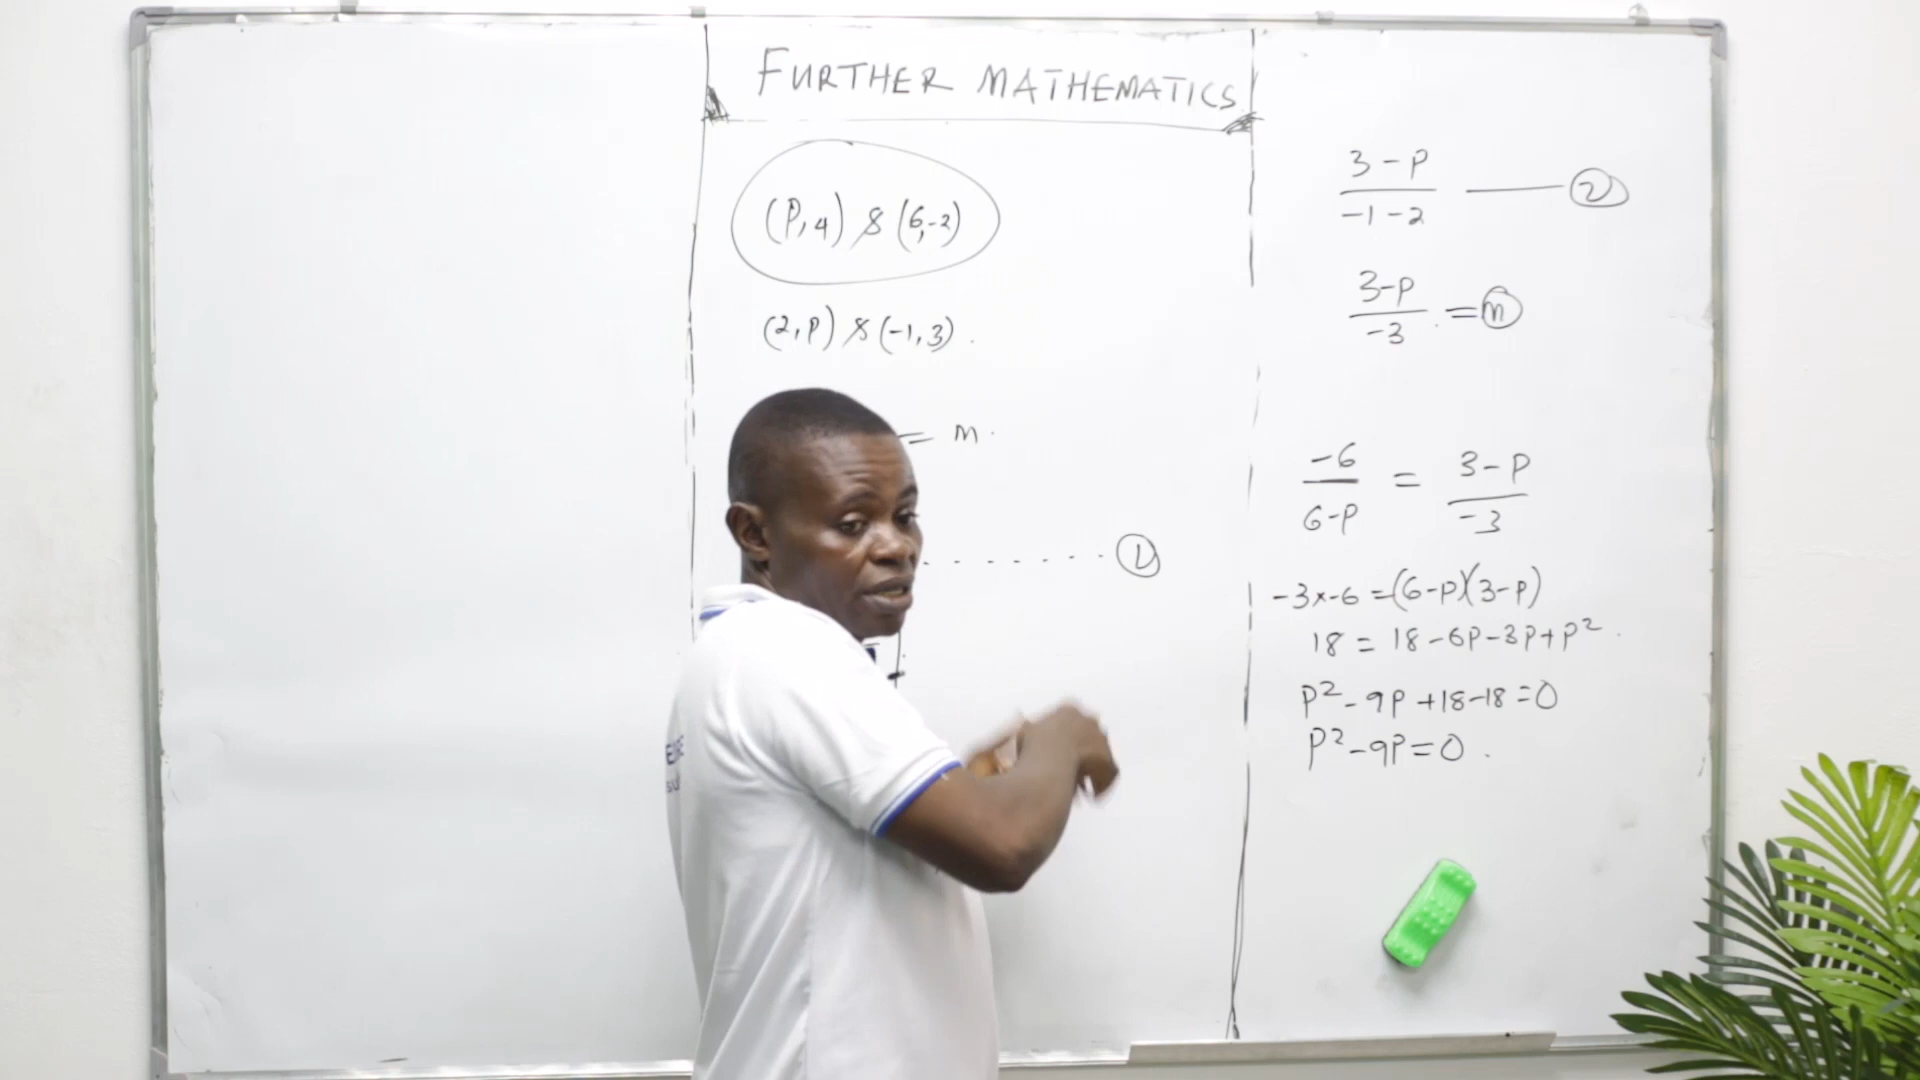 FURTHER MATHEMATICS
(P, 4) & (6, -2)
(2, P) & (-1, 3).
= m.
. . . . . . . ①
3 - P / -1 - 2 —— ②
3 - P / -3 . = m
-6 / 6 - P = 3 - P / -3
-3 × -6 = (6 - P)(3 - P)
18 = 18 - 6P - 3P + P² .
P² - 9P + 18 - 18 = 0
P² - 9P = 0 .